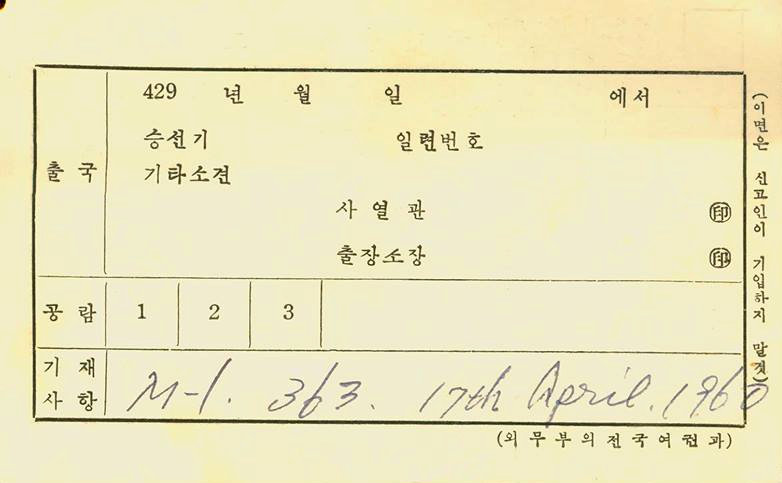 429 년 월 일 에서
승선기 일련번호
출 국
기타소견
사 열 관 ㊞
출장소장 ㊞
공 람 1 2 3
기 재
사 항
M-1. 363. 17th April. 1960
(외 무 부 의 전 국 여 권 과)
(이면은 신고인이 기입하지 말것)